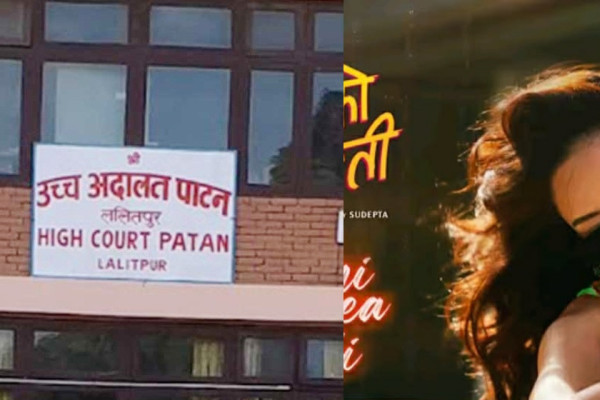 श्री
उच्च अदालत पाटन
ललितपुर
HIGH COURT PATAN
LALITPUR
को
ती
SUDEPTA